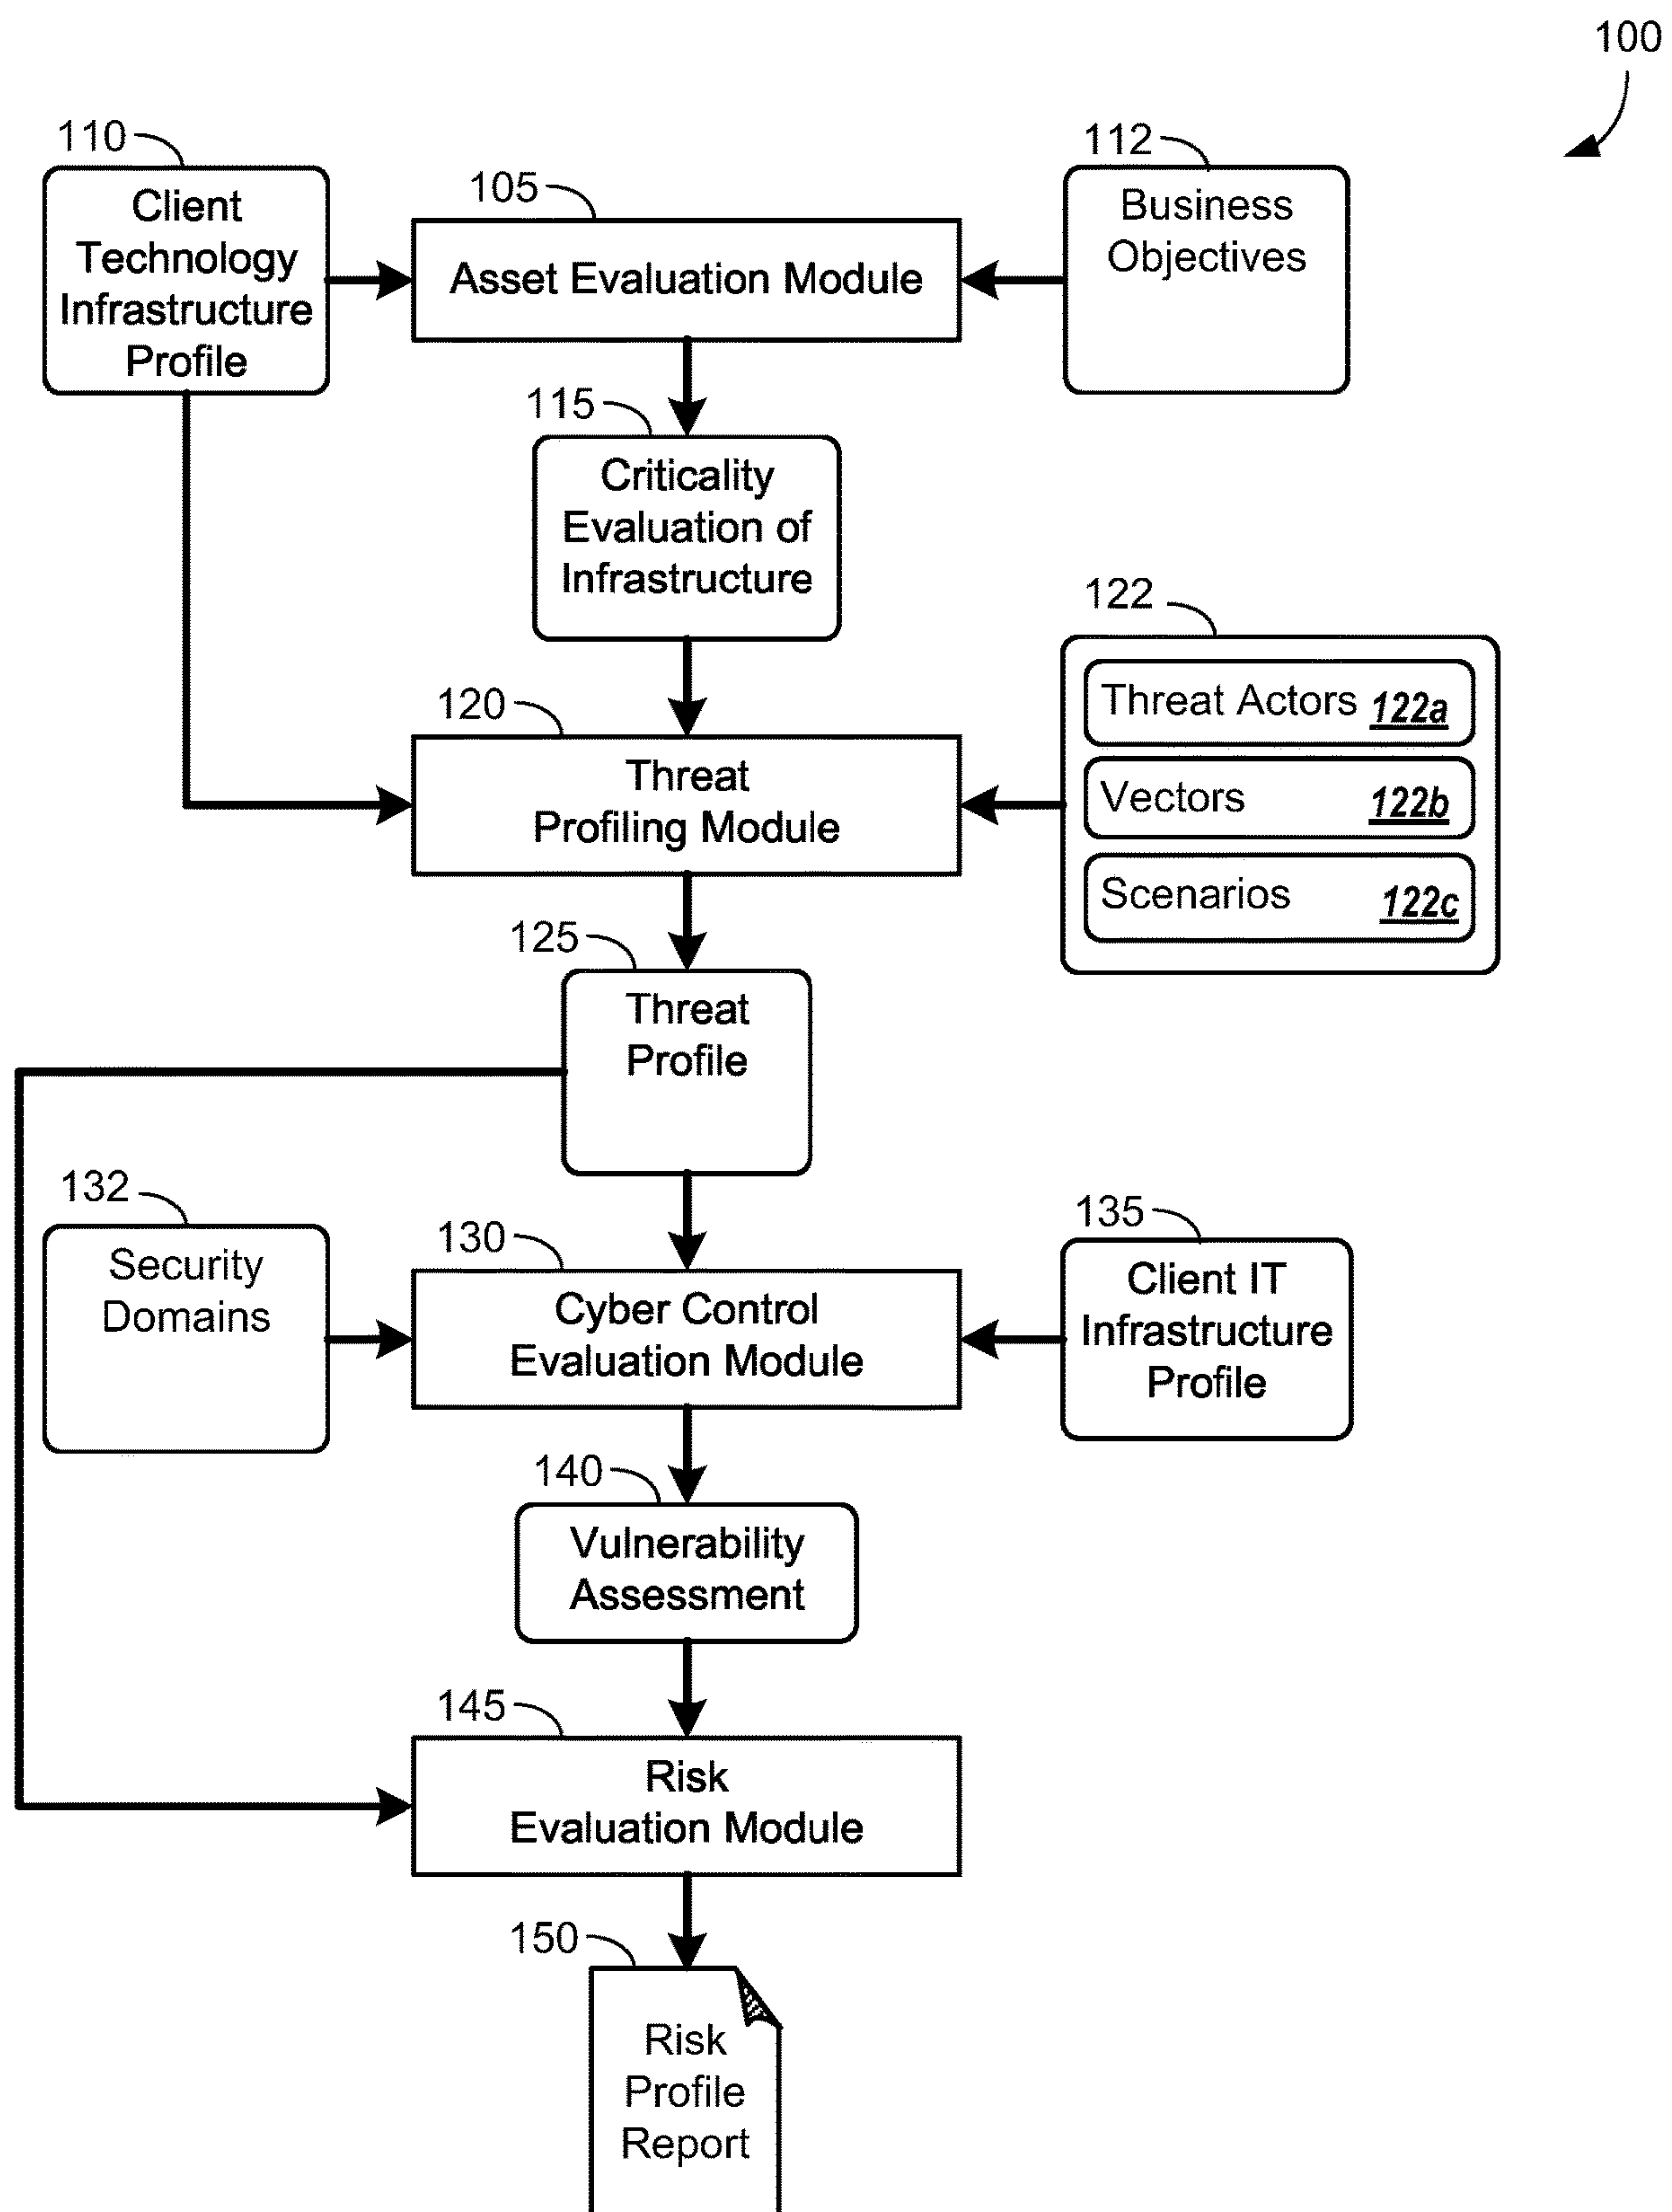 100
110
Client
Technology
Infrastructure
Profile
105
Asset Evaluation Module
112
Business
Objectives
115
Criticality
Evaluation of
Infrastructure
122
Threat Actors 122a
Vectors 122b
Scenarios 122c
120
Threat
Profiling Module
125
Threat
Profile
132
Security
Domains
130
Cyber Control
Evaluation Module
135
Client IT
Infrastructure
Profile
140
Vulnerability
Assessment
145
Risk
Evaluation Module
150
Risk
Profile
Report